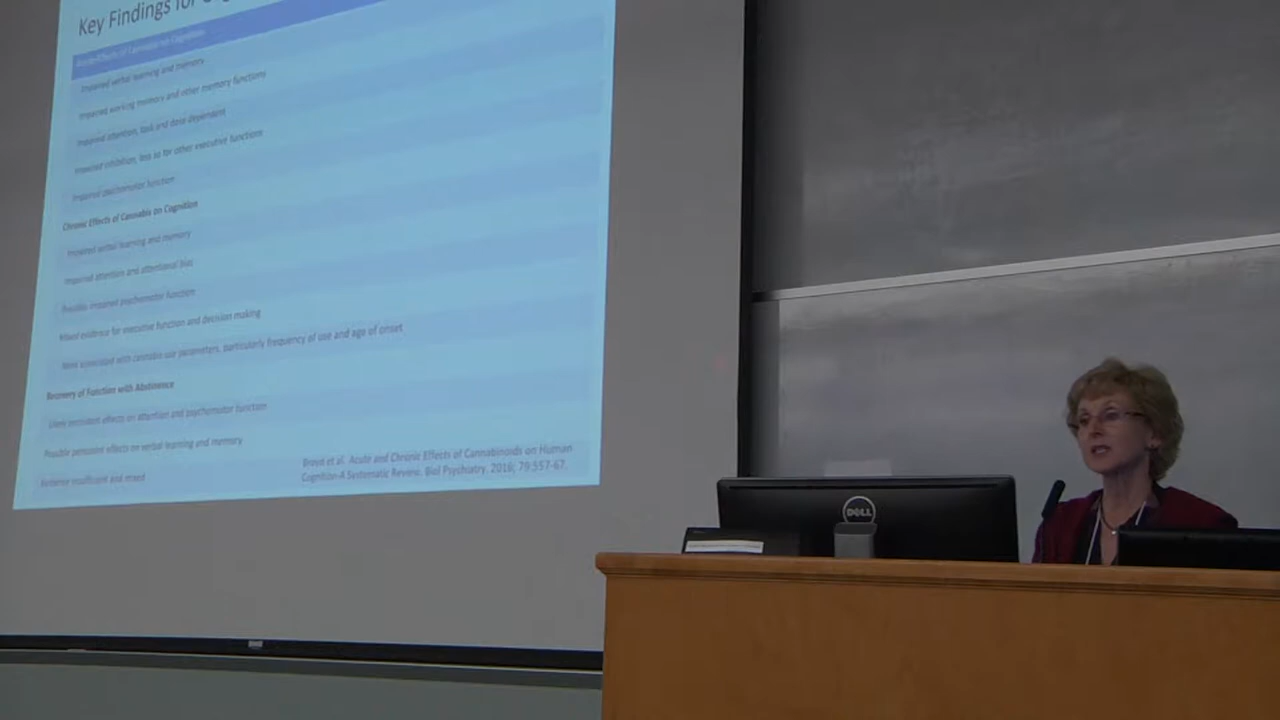 Key Findings for
Acute Effects of Cannabis on Cognition
Impaired verbal learning and memory
Impaired working memory and other memory functions
Impaired attention, task and dose dependent
Impaired inhibition, less so for other executive functions
Impaired psychomotor function
Chronic Effects of Cannabis on Cognition
Impaired verbal learning and memory
Impaired attention and attentional bias
Possible impaired psychomotor function
Mixed evidence for executive function and decision making
More associated with cannabis use parameters, particularly frequency of use and age of onset
Recovery of Function with Abstinence
Likely persistent effects on attention and psychomotor function
Possible persistent effects on verbal learning and memory
Evidence insufficient and mixed
Broyd et al. Acute and Chronic Effects of Cannabinoids on Human
Cognition-A Systematic Review. Biol Psychiatry. 2016; 79:557-67.
DELL